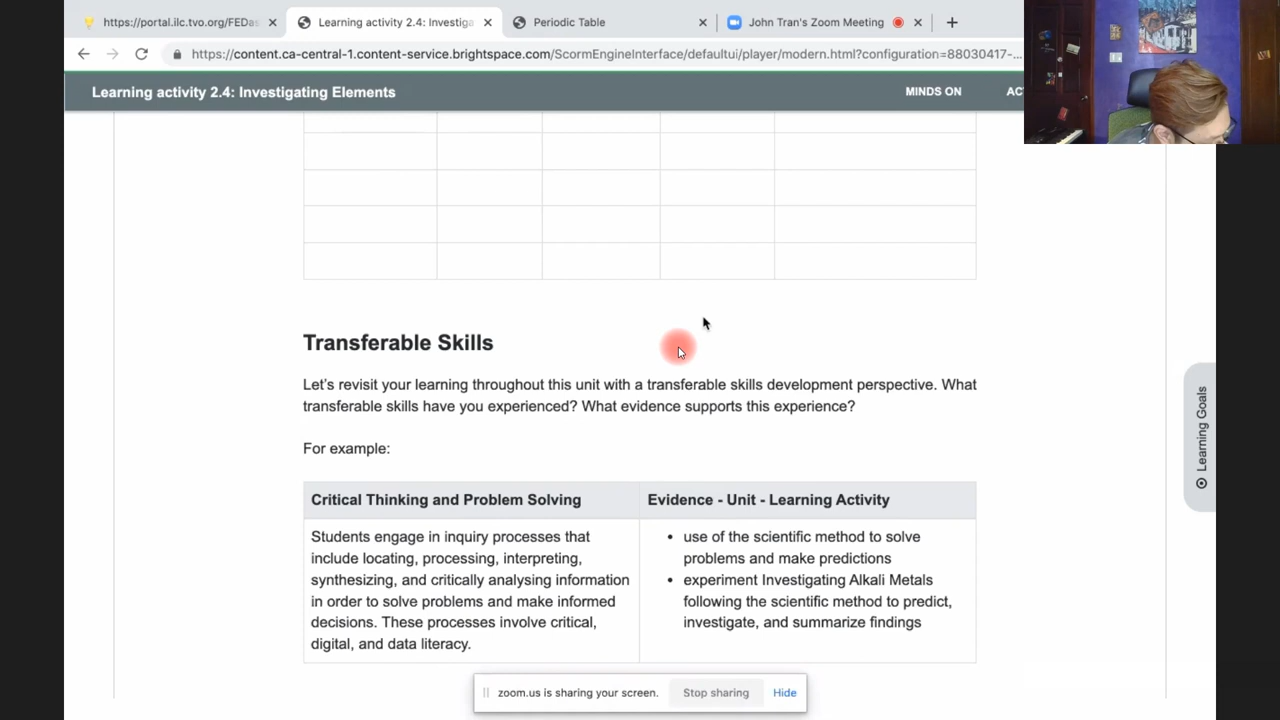 https://portal.ilc.tvo.org/FEDas
Learning activity 2.4: Investiga
Periodic Table
John Tran's Zoom Meeting
https://content.ca-central-1.content-service.brightspace.com/ScormEngineInterface/defaultui/player/modern.html?configuration=88030417-...
Learning activity 2.4: Investigating Elements
MINDS ON
AC
Transferable Skills
Let's revisit your learning throughout this unit with a transferable skills development perspective. What
transferable skills have you experienced? What evidence supports this experience?
For example:
Critical Thinking and Problem Solving
Evidence - Unit - Learning Activity
Students engage in inquiry processes that
include locating, processing, interpreting,
synthesizing, and critically analysing information
in order to solve problems and make informed
decisions. These processes involve critical,
digital, and data literacy.
• use of the scientific method to solve
problems and make predictions
• experiment Investigating Alkali Metals
following the scientific method to predict,
investigate, and summarize findings
Learning Goals
zoom.us is sharing your screen.
Stop sharing
Hide